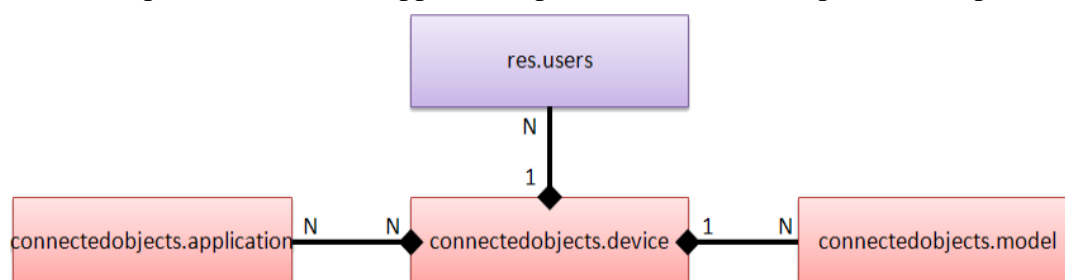 res.users
N
1
connectedobjects.application
N
N
connectedobjects.device
1
N
connectedobjects.model